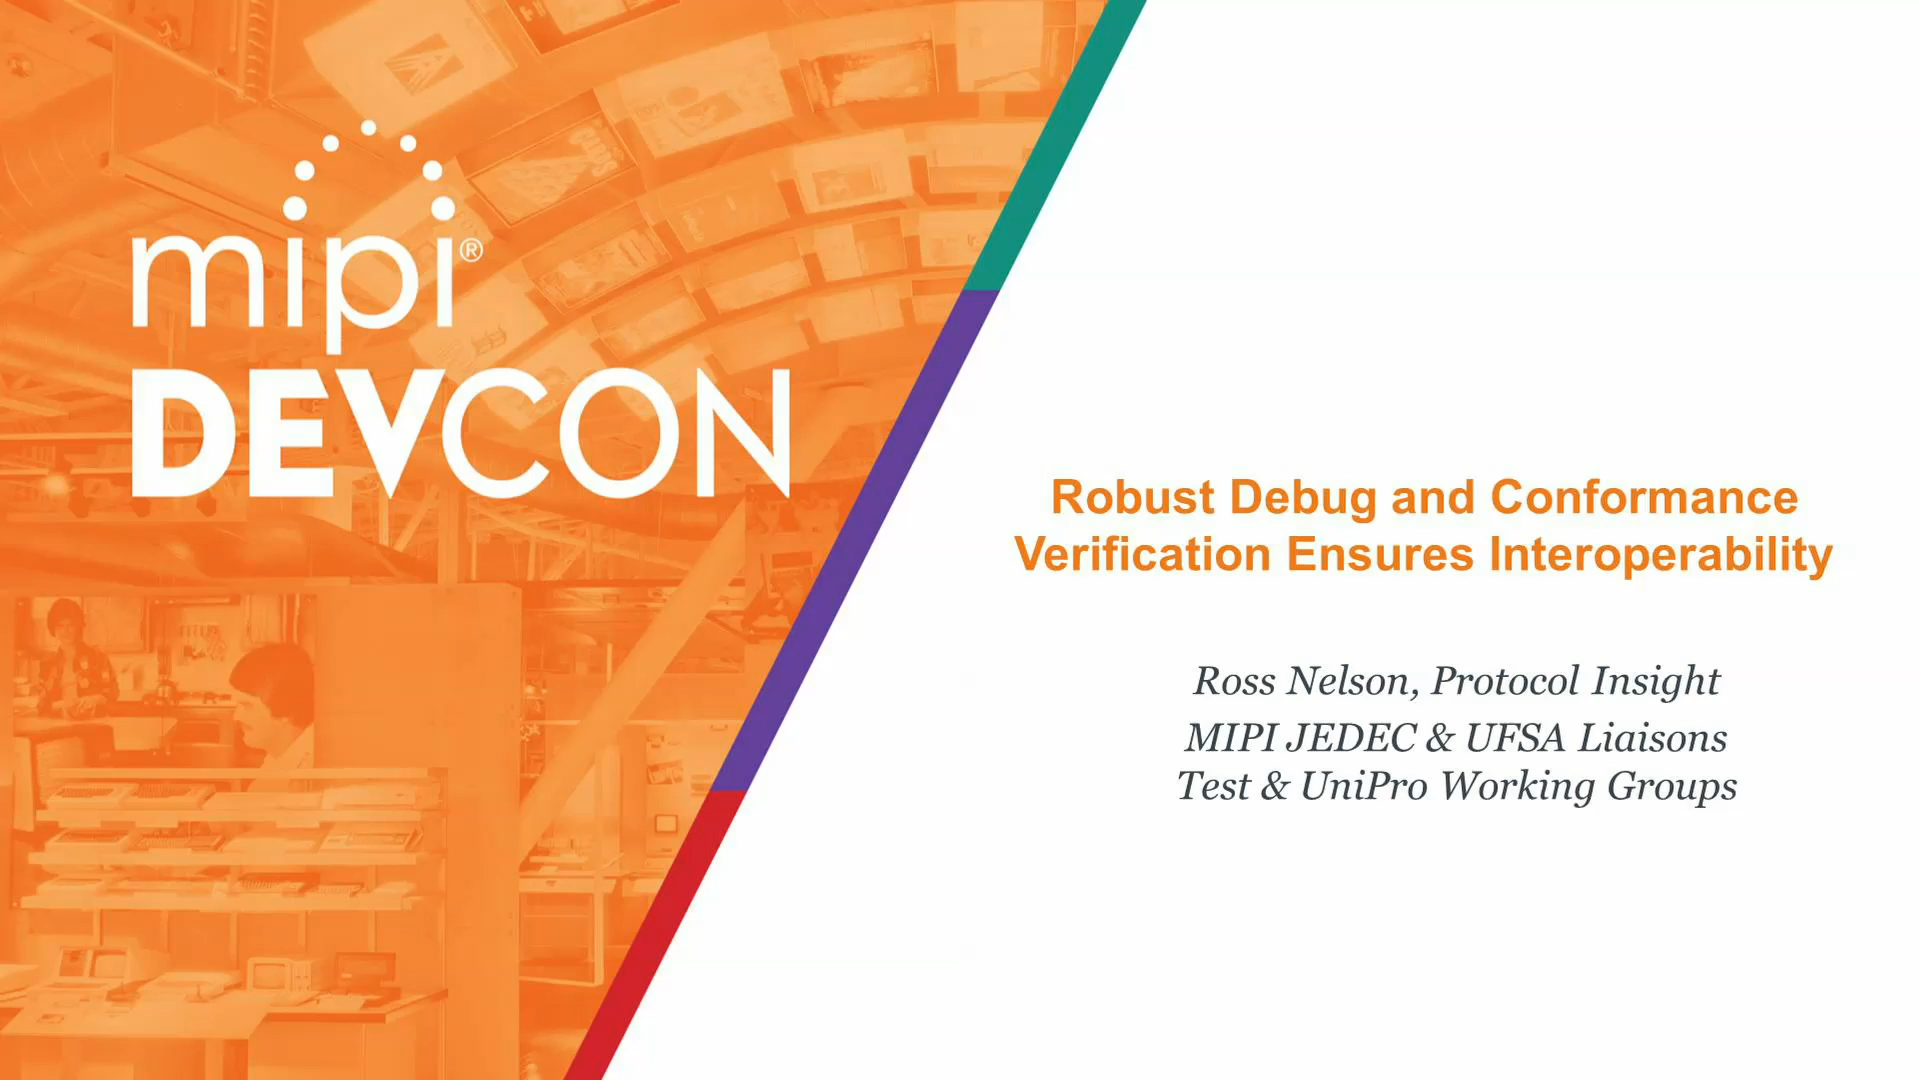 mipi®
DEVCON
Robust Debug and Conformance
Verification Ensures Interoperability
Ross Nelson, Protocol Insight
MIPI JEDEC & UFSA Liaisons
Test & UniPro Working Groups